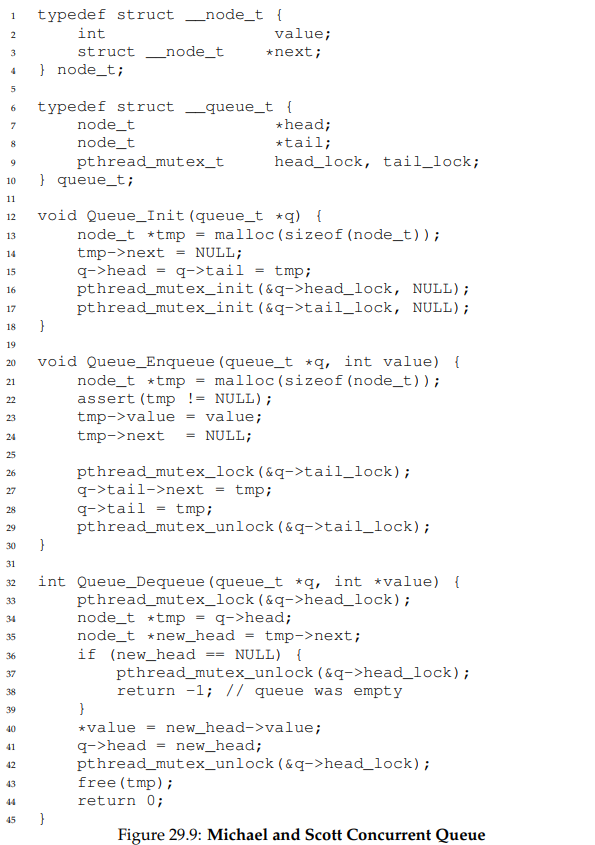 1 typedef struct __node_t {
2     int                 value;
3     struct __node_t    *next;
4 } node_t;
5
6 typedef struct __queue_t {
7     node_t             *head;
8     node_t             *tail;
9     pthread_mutex_t     head_lock, tail_lock;
10 } queue_t;
11
12 void Queue_Init(queue_t *q) {
13     node_t *tmp = malloc(sizeof(node_t));
14     tmp->next = NULL;
15     q->head = q->tail = tmp;
16     pthread_mutex_init(&q->head_lock, NULL);
17     pthread_mutex_init(&q->tail_lock, NULL);
18 }
19
20 void Queue_Enqueue(queue_t *q, int value) {
21     node_t *tmp = malloc(sizeof(node_t));
22     assert(tmp != NULL);
23     tmp->value = value;
24     tmp->next  = NULL;
25
26     pthread_mutex_lock(&q->tail_lock);
27     q->tail->next = tmp;
28     q->tail = tmp;
29     pthread_mutex_unlock(&q->tail_lock);
30 }
31
32 int Queue_Dequeue(queue_t *q, int *value) {
33     pthread_mutex_lock(&q->head_lock);
34     node_t *tmp = q->head;
35     node_t *new_head = tmp->next;
36     if (new_head == NULL) {
37         pthread_mutex_unlock(&q->head_lock);
38         return -1; // queue was empty
39     }
40     *value = new_head->value;
41     q->head = new_head;
42     pthread_mutex_unlock(&q->head_lock);
43     free(tmp);
44     return 0;
45 }
Figure 29.9: Michael and Scott Concurrent Queue